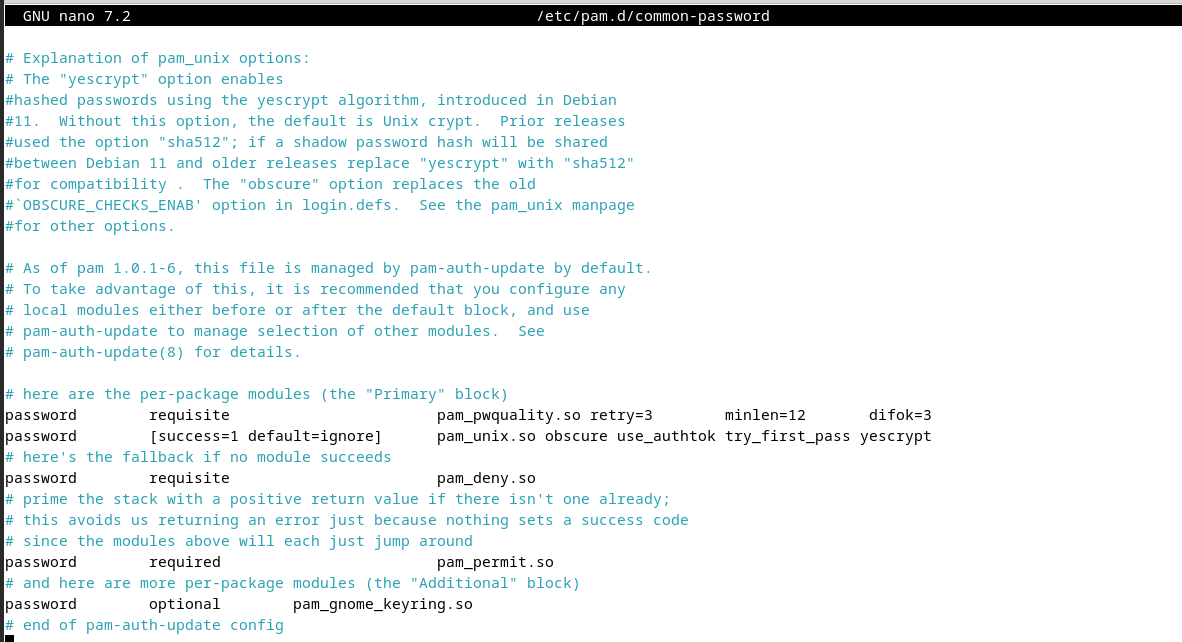 GNU nano 7.2 /etc/pam.d/common-password
# Explanation of pam_unix options:
# The "yescrypt" option enables
#hashed passwords using the yescrypt algorithm, introduced in Debian
#11.  Without this option, the default is Unix crypt.  Prior releases
#used the option "sha512"; if a shadow password hash will be shared
#between Debian 11 and older releases replace "yescrypt" with "sha512"
#for compatibility .  The "obscure" option replaces the old
#`OBSCURE_CHECKS_ENAB' option in login.defs.  See the pam_unix manpage
#for other options.
# As of pam 1.0.1-6, this file is managed by pam-auth-update by default.
# To take advantage of this, it is recommended that you configure any
# local modules either before or after the default block, and use
# pam-auth-update to manage selection of other modules.  See
# pam-auth-update(8) for details.
# here are the per-package modules (the "Primary" block)
password        requisite                       pam_pwquality.so retry=3        minlen=12       difok=3
password        [success=1 default=ignore]      pam_unix.so obscure use_authtok try_first_pass yescrypt
# here's the fallback if no module succeeds
password        requisite                       pam_deny.so
# prime the stack with a positive return value if there isn't one already;
# this avoids us returning an error just because nothing sets a success code
# since the modules above will each just jump around
password        required                        pam_permit.so
# and here are more per-package modules (the "Additional" block)
password        optional        pam_gnome_keyring.so
# end of pam-auth-update config